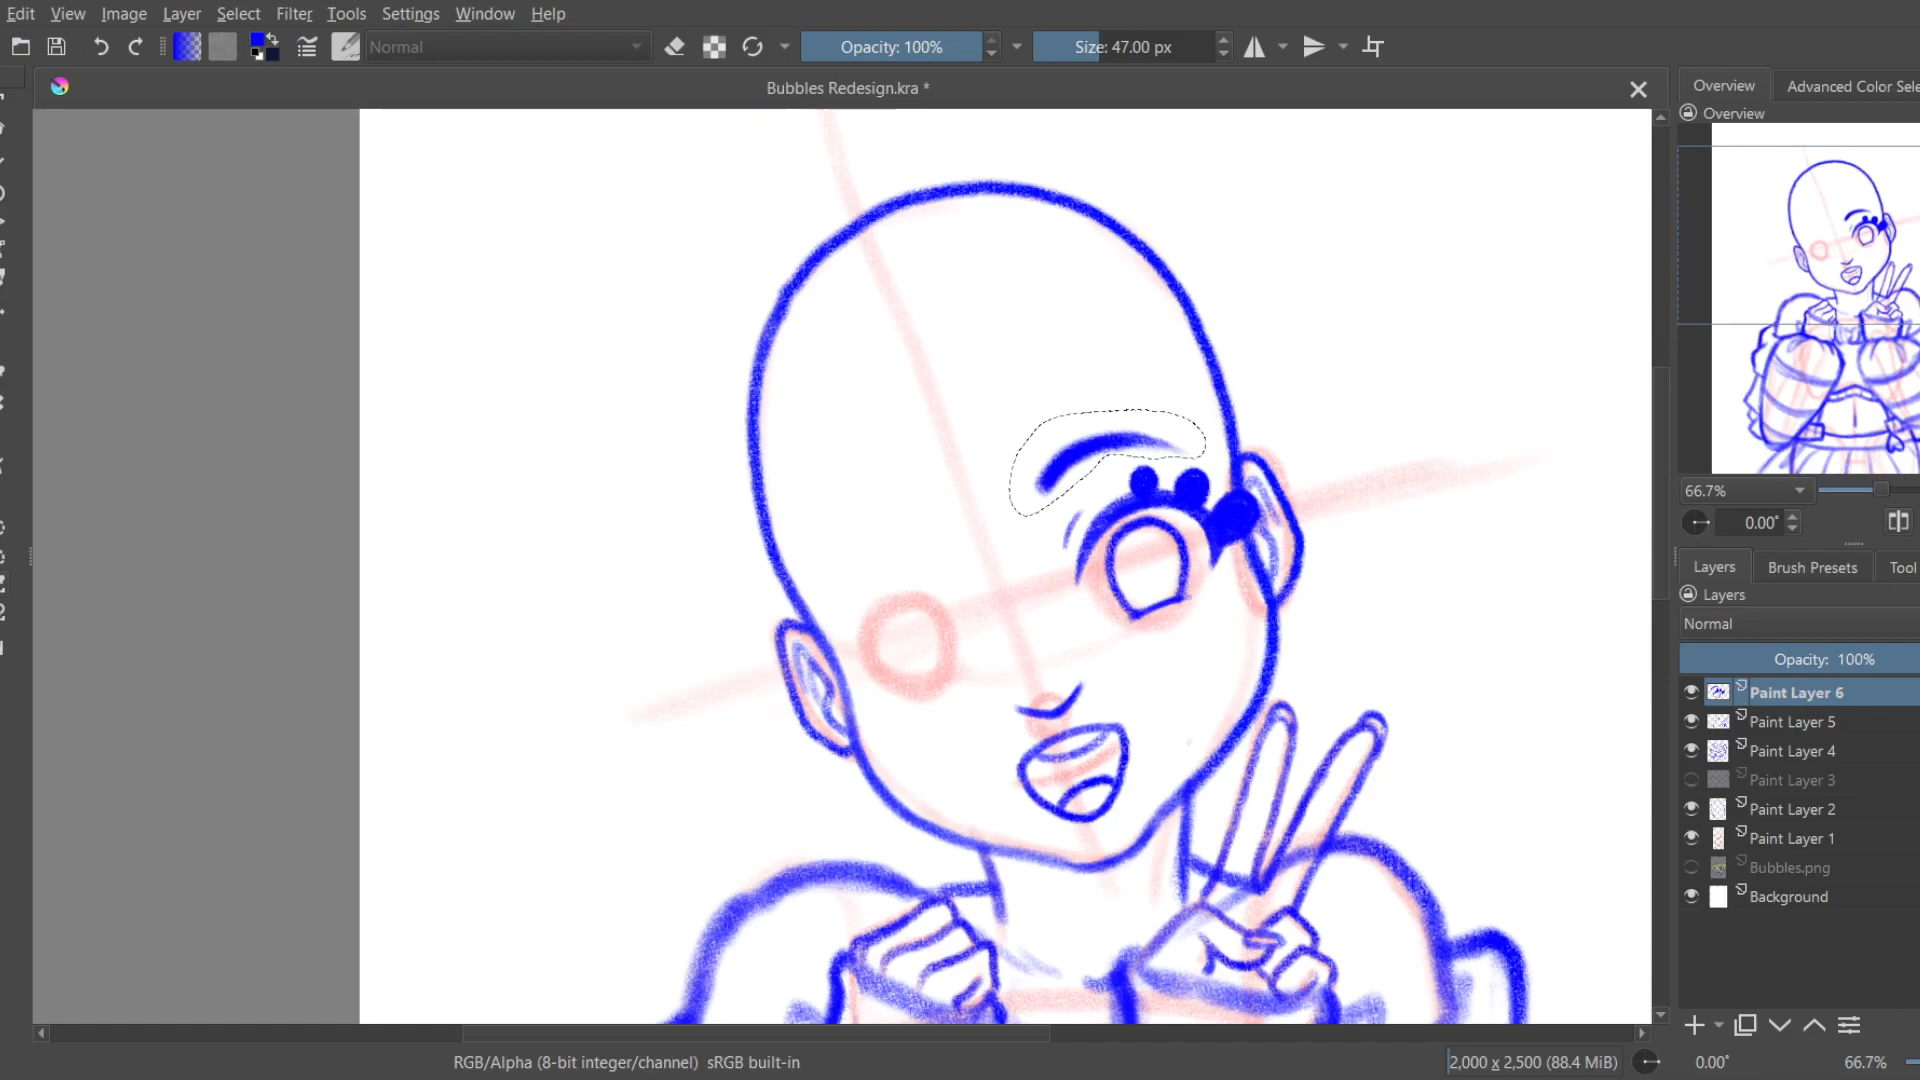 Edit View Image Layer Select Filter Tools Settings Window Help
Normal Opacity: 100% Size: 47.00 px
Bubbles Redesign.kra *
Overview Advanced Color Sele
Overview
66.7%
0.00°
Layers Brush Presets Tool
Layers
Normal
Opacity: 100%
Paint Layer 6
Paint Layer 5
Paint Layer 4
Paint Layer 3
Paint Layer 2
Paint Layer 1
Bubbles.png
Background
RGB/Alpha (8-bit integer/channel) sRGB built-in 2,000 x 2,500 (88.4 MiB) 0.00° 66.7%